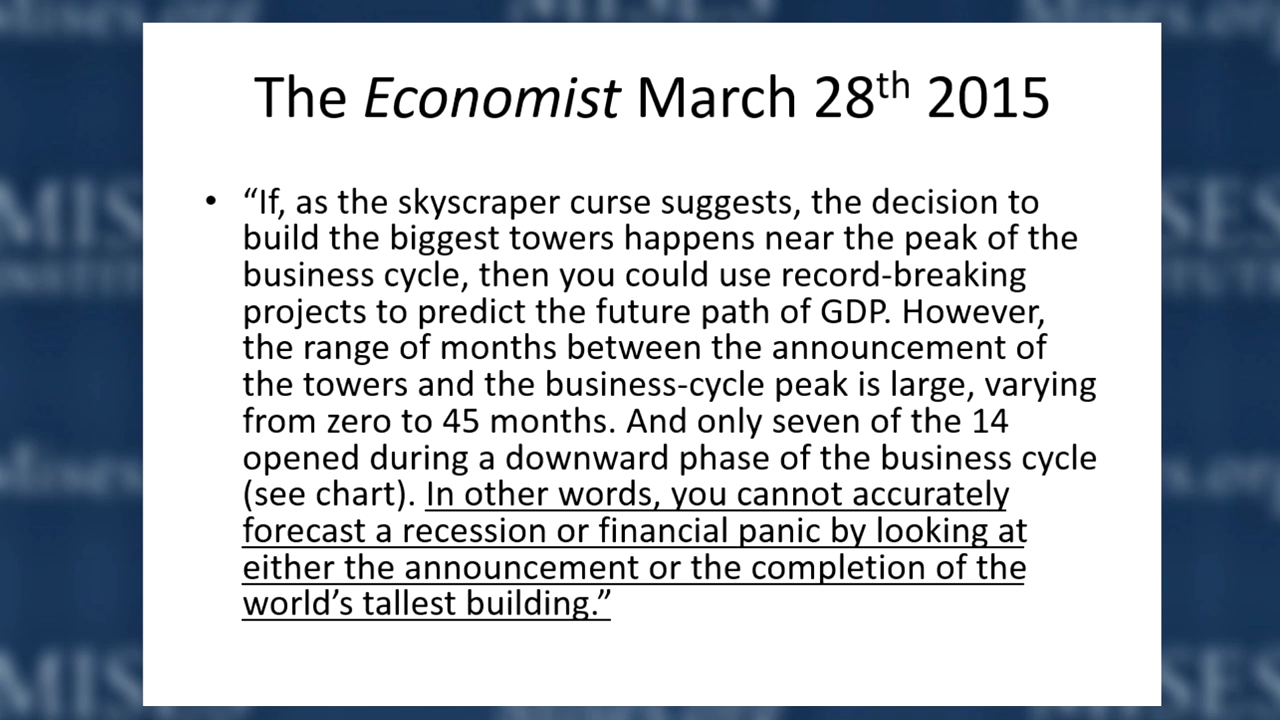 The Economist March 28th 2015
• “If, as the skyscraper curse suggests, the decision to
build the biggest towers happens near the peak of the
business cycle, then you could use record-breaking
projects to predict the future path of GDP. However,
the range of months between the announcement of
the towers and the business-cycle peak is large, varying
from zero to 45 months. And only seven of the 14
opened during a downward phase of the business cycle
(see chart). In other words, you cannot accurately
forecast a recession or financial panic by looking at
either the announcement or the completion of the
world’s tallest building.”